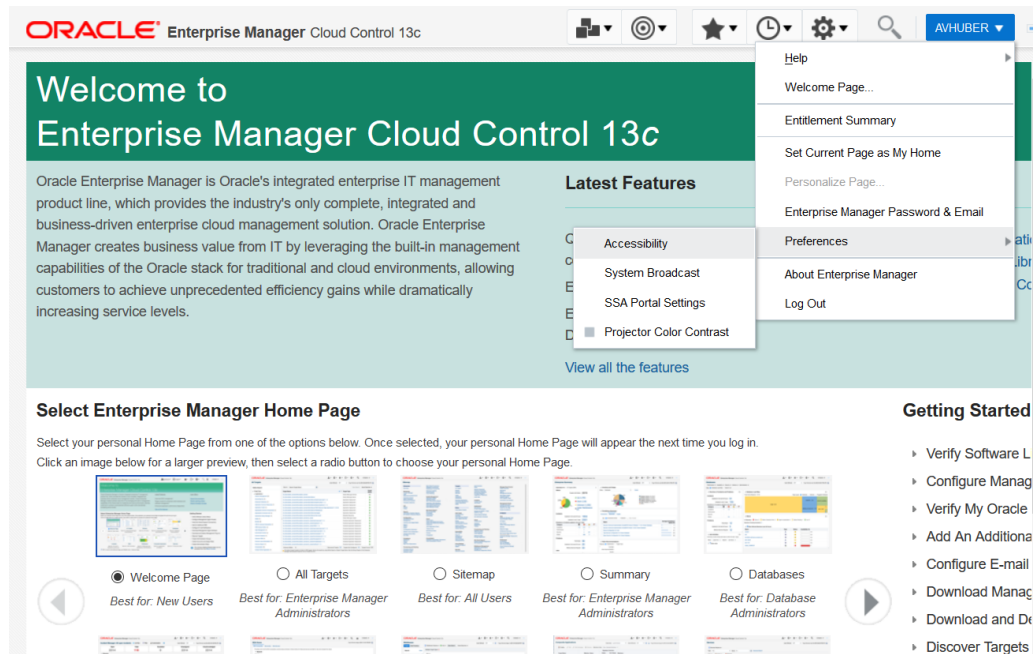 ORACLE Enterprise Manager Cloud Control 13c
AVHUBER
Welcome to
Enterprise Manager Cloud Control 13c
Oracle Enterprise Manager is Oracle's integrated enterprise IT management
product line, which provides the industry's only complete, integrated and
business-driven enterprise cloud management solution. Oracle Enterprise
Manager creates business value from IT by leveraging the built-in management
capabilities of the Oracle stack for traditional and cloud environments, allowing
customers to achieve unprecedented efficiency gains while dramatically
increasing service levels.
Latest Features
View all the features
Help
Welcome Page...
Entitlement Summary
Set Current Page as My Home
Personalize Page...
Enterprise Manager Password & Email
Preferences
About Enterprise Manager
Log Out
Accessibility
System Broadcast
SSA Portal Settings
Projector Color Contrast
Select Enterprise Manager Home Page
Select your personal Home Page from one of the options below. Once selected, your personal Home Page will appear the next time you log in.
Click an image below for a larger preview, then select a radio button to choose your personal Home Page.
Welcome Page
Best for: New Users
All Targets
Best for: Enterprise Manager
Administrators
Sitemap
Best for: All Users
Summary
Best for: Enterprise Manager
Administrators
Databases
Best for: Database
Administrators
Getting Started
Verify Software L
Configure Manag
Verify My Oracle
Add An Additiona
Configure E-mail
Download Manag
Download and De
Discover Targets